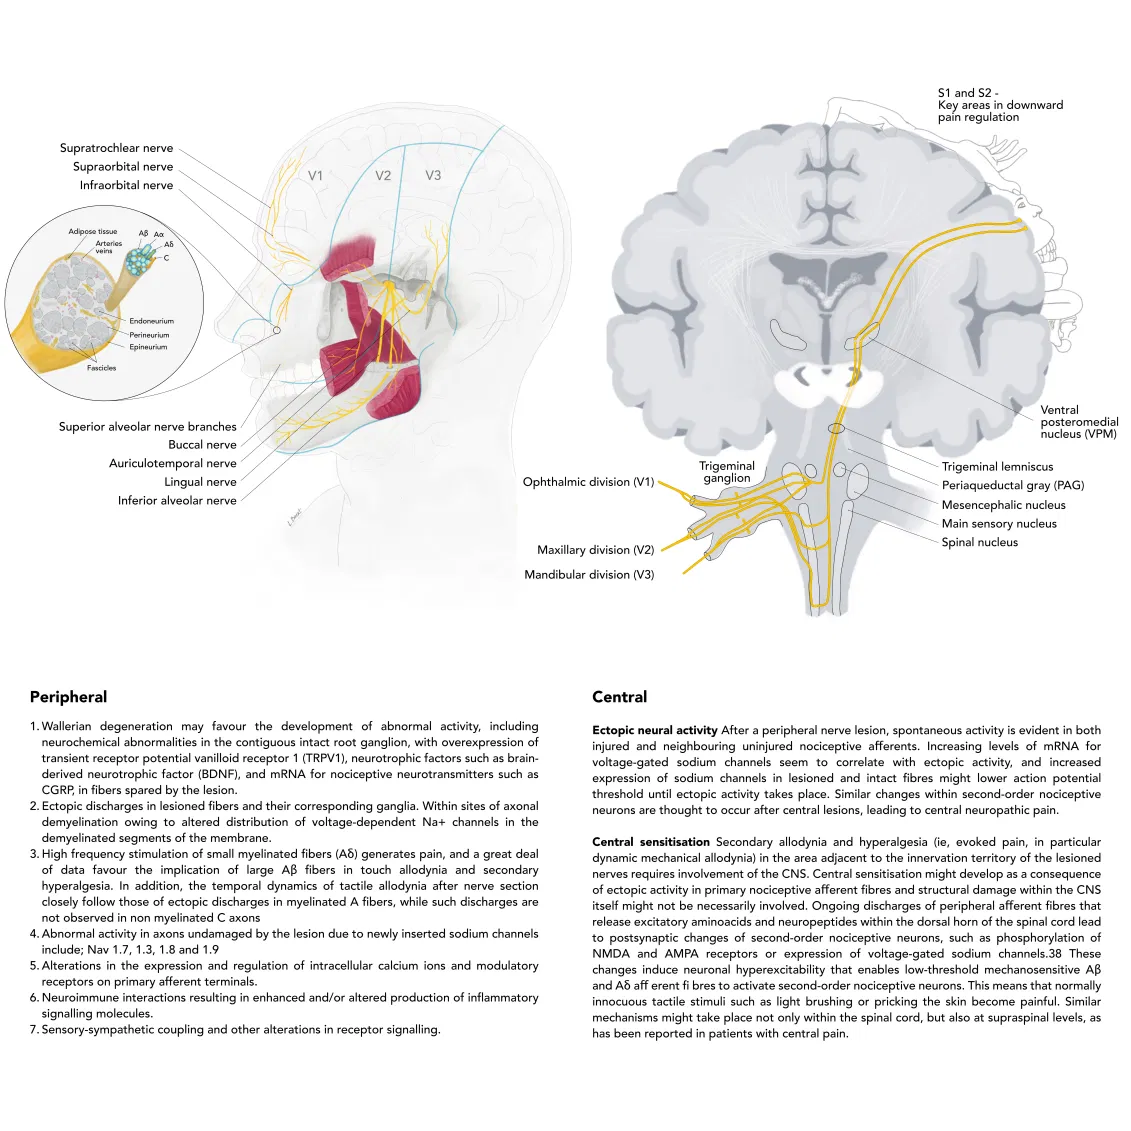 S1 and S2 -
Key areas in downward
pain regulation
Supratrochlear nerve
Supraorbital nerve
Infraorbital nerve
V1
V2
V3
Adipose tissue
Arteries
veins
Aβ
Aα
Aδ
C
Endoneurium
Perineurium
Epineurium
Fascicles
Superior alveolar nerve branches
Buccal nerve
Auriculotemporal nerve
Lingual nerve
Inferior alveolar nerve
Ventral
posteromedial
nucleus (VPM)
Trigeminal
ganglion
Ophthalmic division (V1)
Maxillary division (V2)
Mandibular division (V3)
Trigeminal lemniscus
Periaqueductal gray (PAG)
Mesencephalic nucleus
Main sensory nucleus
Spinal nucleus
Peripheral
1. Wallerian degeneration may favour the development of abnormal activity, including
neurochemical abnormalities in the contiguous intact root ganglion, with overexpression of
transient receptor potential vanilloid receptor 1 (TRPV1), neurotrophic factors such as brain-
derived neurotrophic factor (BDNF), and mRNA for nociceptive neurotransmitters such as
CGRP, in fibers spared by the lesion.
2. Ectopic discharges in lesioned fibers and their corresponding ganglia. Within sites of axonal
demyelination owing to altered distribution of voltage-dependent Na+ channels in the
demyelinated segments of the membrane.
3. High frequency stimulation of small myelinated fibers (Aδ) generates pain, and a great deal
of data favour the implication of large Aβ fibers in touch allodynia and secondary
hyperalgesia. In addition, the temporal dynamics of tactile allodynia after nerve section
closely follow those of ectopic discharges in myelinated A fibers, while such discharges are
not observed in non myelinated C axons
4. Abnormal activity in axons undamaged by the lesion due to newly inserted sodium channels
include; Nav 1.7, 1.3, 1.8 and 1.9
5. Alterations in the expression and regulation of intracellular calcium ions and modulatory
receptors on primary afferent terminals.
6. Neuroimmune interactions resulting in enhanced and/or altered production of inflammatory
signalling molecules.
7. Sensory-sympathetic coupling and other alterations in receptor signalling.
Central
Ectopic neural activity After a peripheral nerve lesion, spontaneous activity is evident in both
injured and neighbouring uninjured nociceptive afferents. Increasing levels of mRNA for
voltage-gated sodium channels seem to correlate with ectopic activity, and increased
expression of sodium channels in lesioned and intact fibres might lower action potential
threshold until ectopic activity takes place. Similar changes within second-order nociceptive
neurons are thought to occur after central lesions, leading to central neuropathic pain.
Central sensitisation Secondary allodynia and hyperalgesia (ie, evoked pain, in particular
dynamic mechanical allodynia) in the area adjacent to the innervation territory of the lesioned
nerves requires involvement of the CNS. Central sensitisation might develop as a consequence
of ectopic activity in primary nociceptive afferent fibres and structural damage within the CNS
itself might not be necessarily involved. Ongoing discharges of peripheral afferent fibres that
release excitatory aminoacids and neuropeptides within the dorsal horn of the spinal cord lead
to postsynaptic changes of second-order nociceptive neurons, such as phosphorylation of
NMDA and AMPA receptors or expression of voltage-gated sodium channels.38 These
changes induce neuronal hyperexcitability that enables low-threshold mechanosensitive Aβ
and Aδ aff erent fi bres to activate second-order nociceptive neurons. This means that normally
innocuous tactile stimuli such as light brushing or pricking the skin become painful. Similar
mechanisms might take place not only within the spinal cord, but also at supraspinal levels, as
has been reported in patients with central pain.